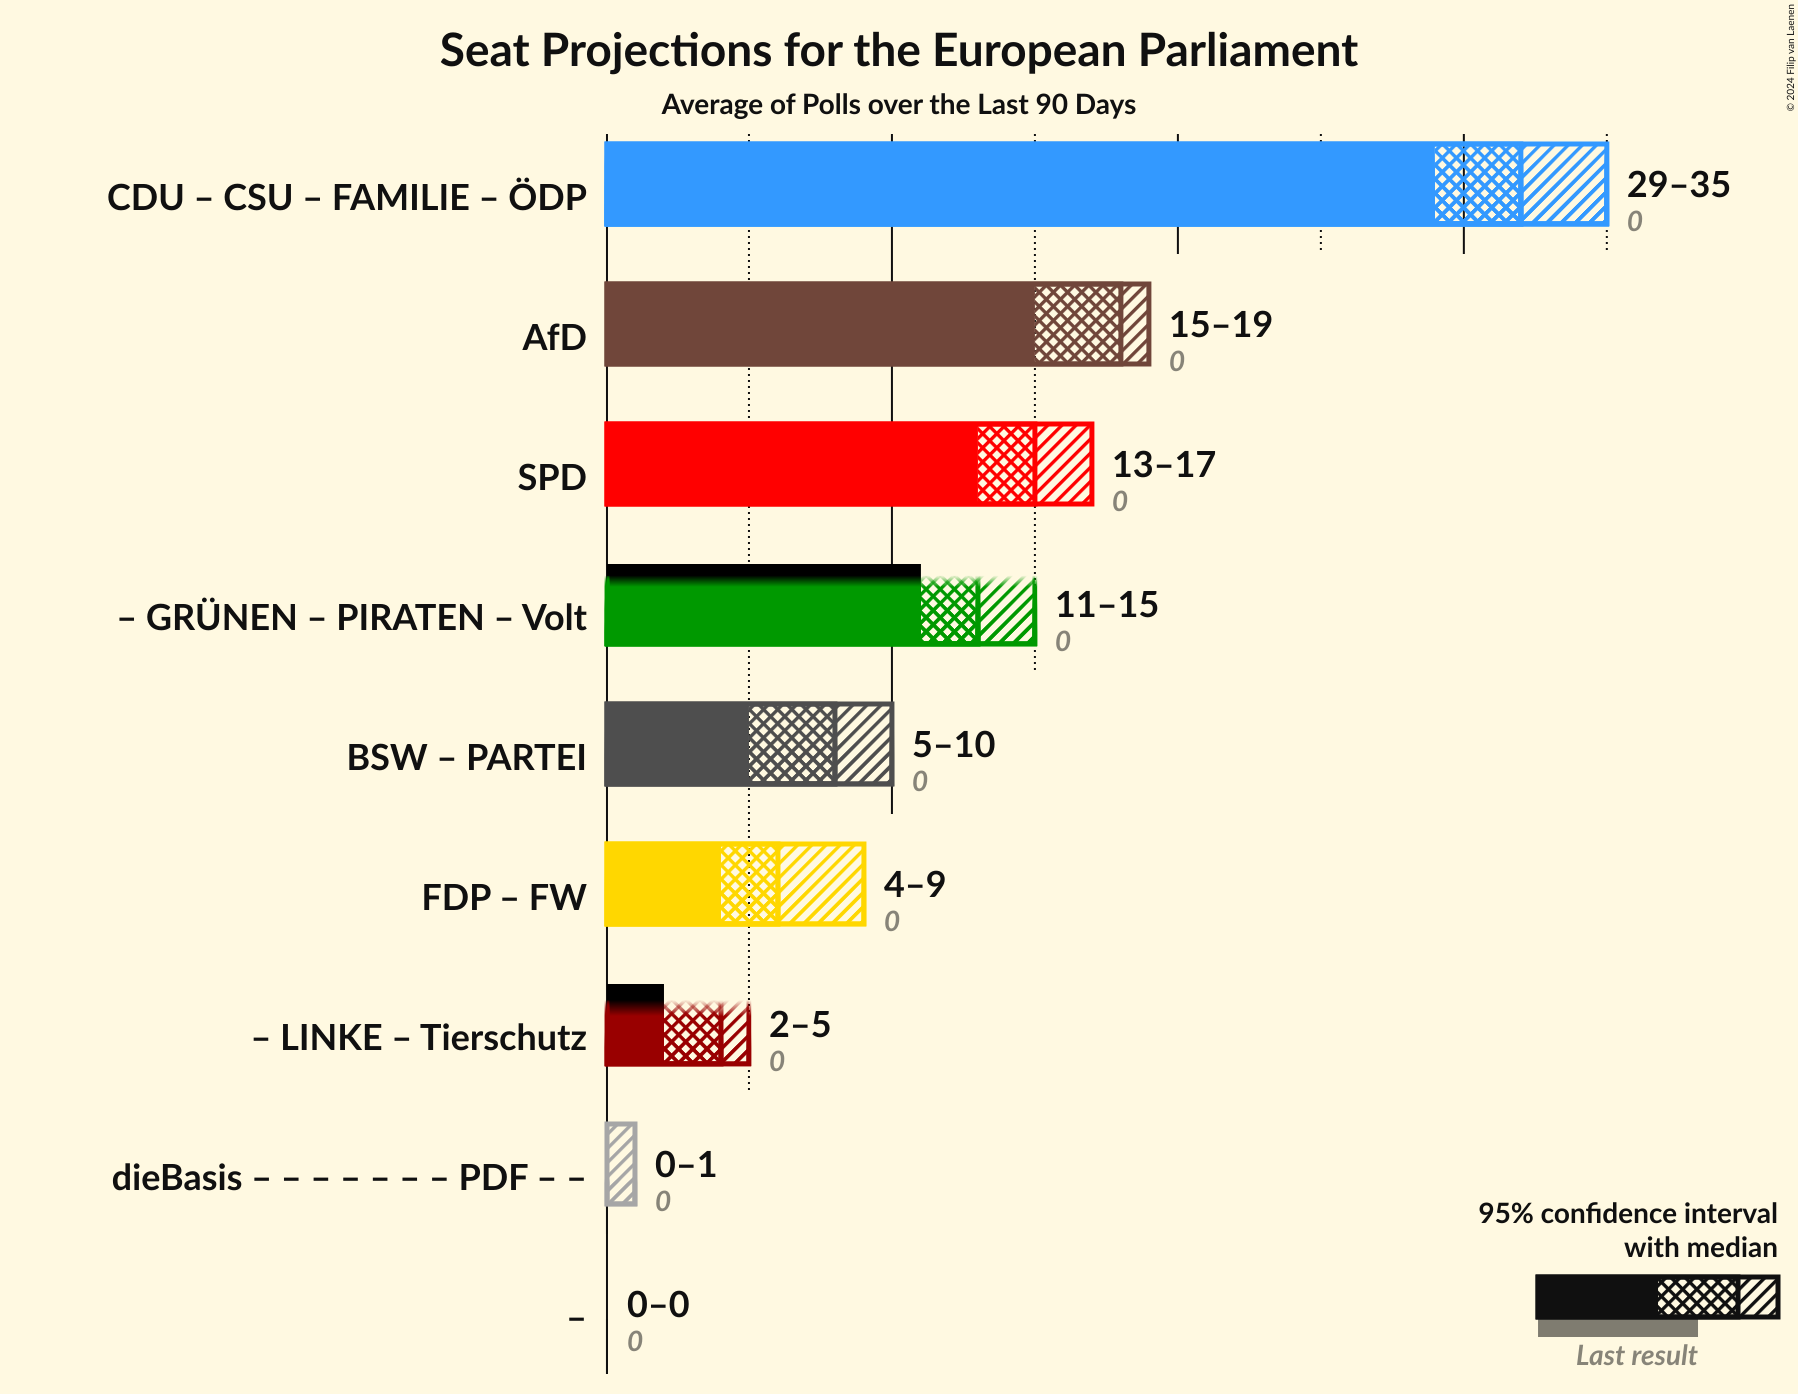 © 2024 Filip van Laenen
Seat Projections for the European Parliament
Average of Polls over the Last 90 Days
CDU – CSU – FAMILIE – ÖDP
29–35
0
AfD
15–19
0
SPD
13–17
0
– GRÜNEN – PIRATEN – Volt
11–15
0
BSW – PARTEI
5–10
0
FDP – FW
4–9
0
– LINKE – Tierschutz
2–5
0
dieBasis – – – – – – – PDF – –
0–1
0
–
0–0
0
95% confidence interval
with median
Last result